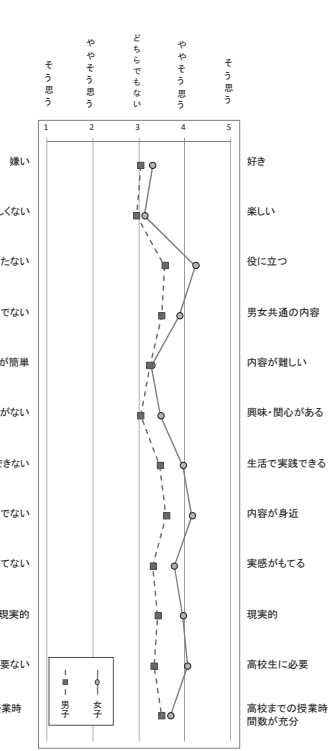 そう思う
ややそう思う
どちらでもない
ややそう思う
そう思う
1 2 3 4 5
嫌い 好き
しくない 楽しい
たない 役に立つ
でない 男女共通の内容
が簡単 内容が難しい
がない 興味・関心がある
できない 生活で実践できる
でない 内容が身近
てない 実感がもてる
現実的 現実的
要ない 高校生に必要
授業時 高校までの授業時
間数が充分
男子
女子